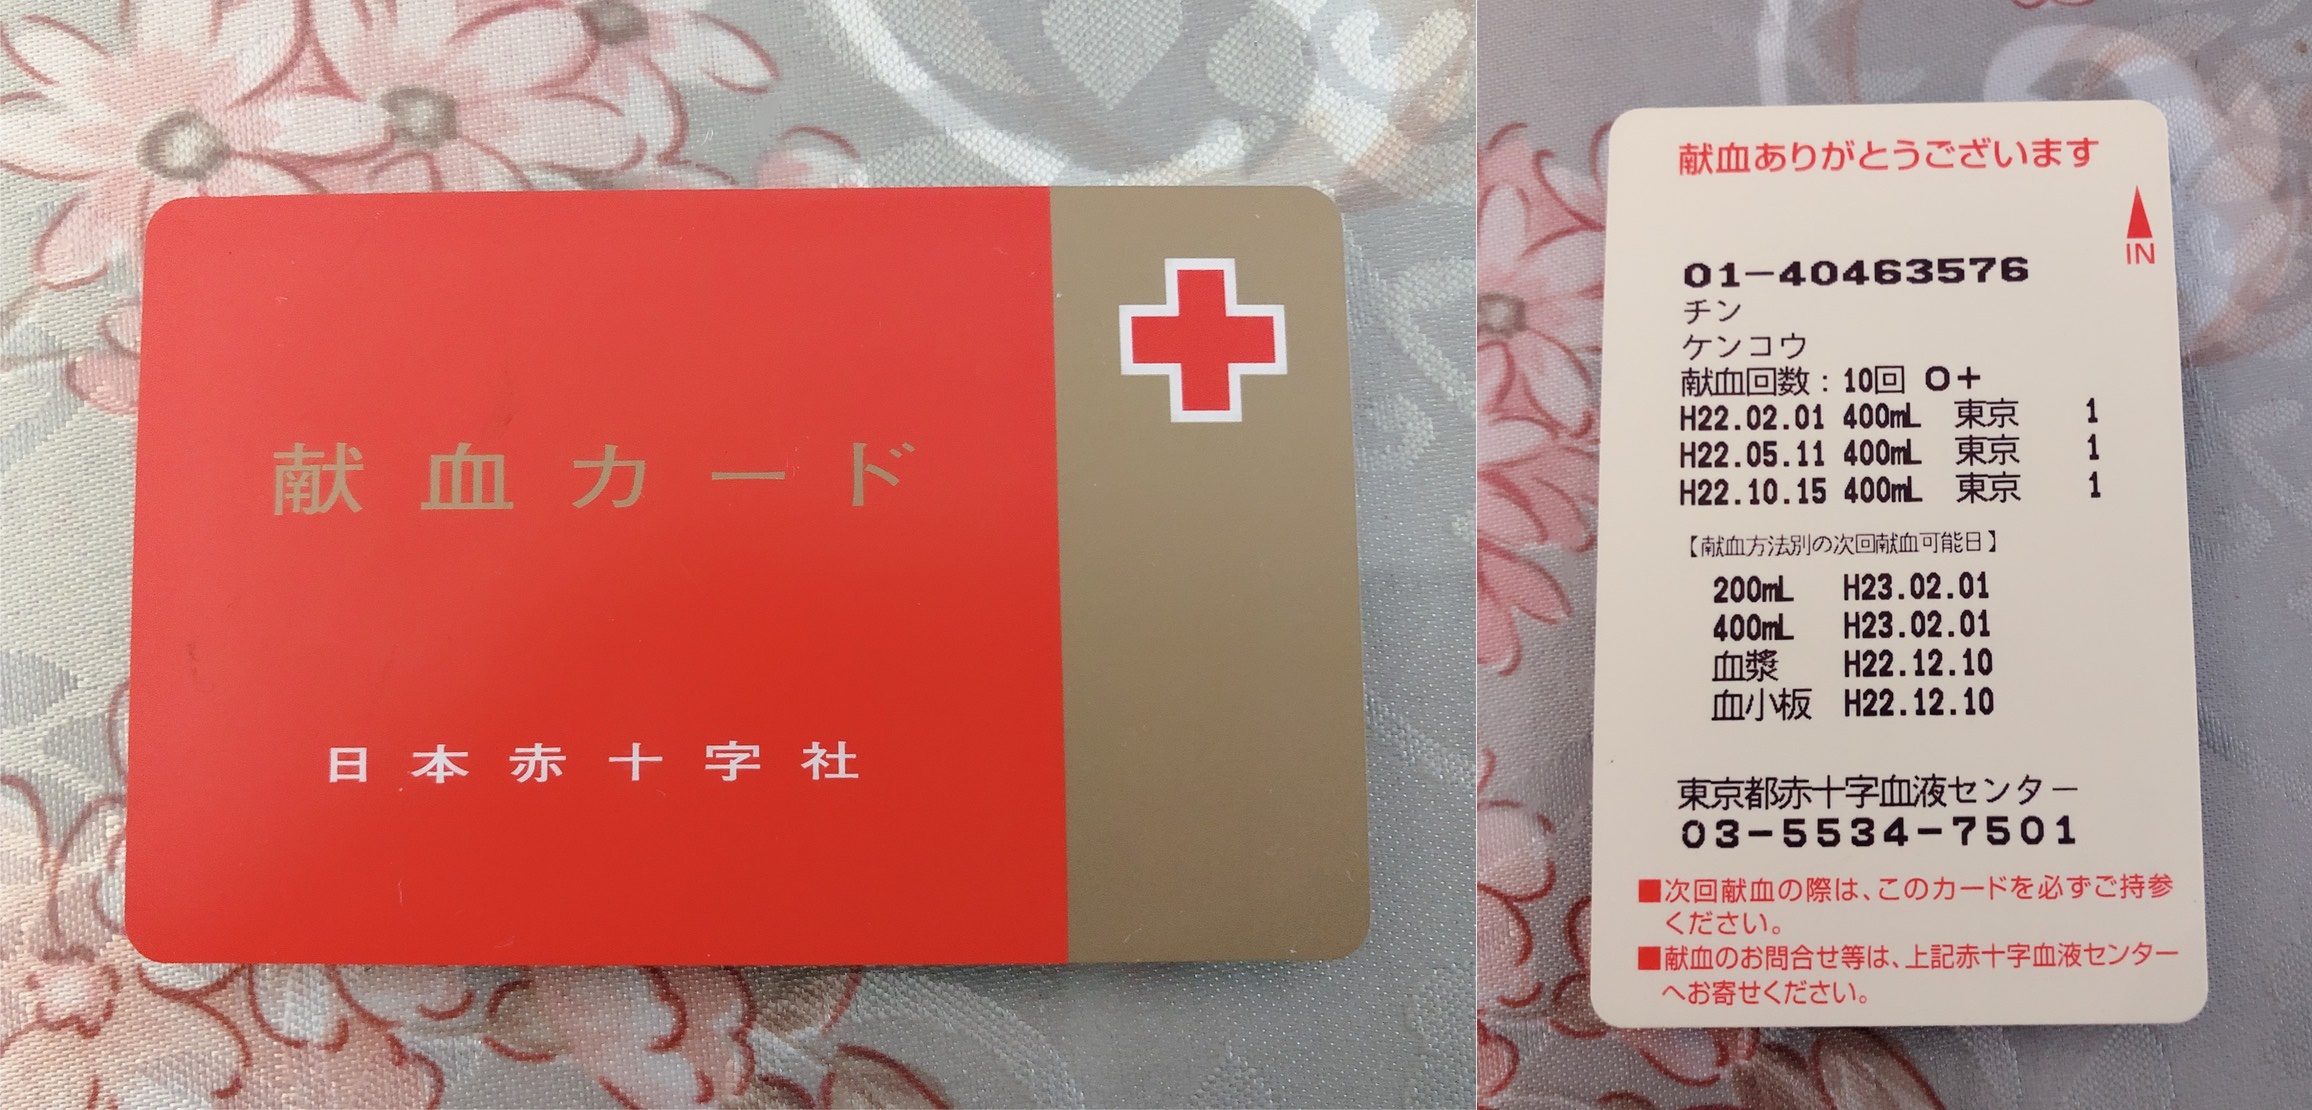 献血カード
日本赤十字社
献血ありがとうございます
IN
01-40463576
チン
ケンコウ
献血回数：10回 O+
H22.02.01 400mL 東京 1
H22.05.11 400mL 東京 1
H22.10.15 400mL 東京 1
【献血方法別の次回献血可能日】
200mL H23.02.01
400mL H23.02.01
血漿 H22.12.10
血小板 H22.12.10
東京都赤十字血液センター
03-5534-7501
■次回献血の際は、このカードを必ずご持参
ください。
■献血のお問合せ等は、上記赤十字血液センター
へお寄せください。